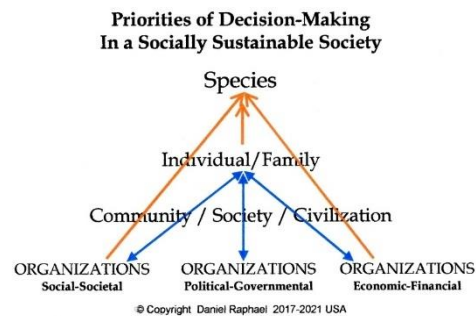 Priorities of Decision-Making
In a Socially Sustainable Society
Species
Individual/Family
Community / Society / Civilization
ORGANIZATIONS ORGANIZATIONS ORGANIZATIONS
Social-Societal Political-Governmental Economic-Financial
© Copyright Daniel Raphael 2017-2021 USA